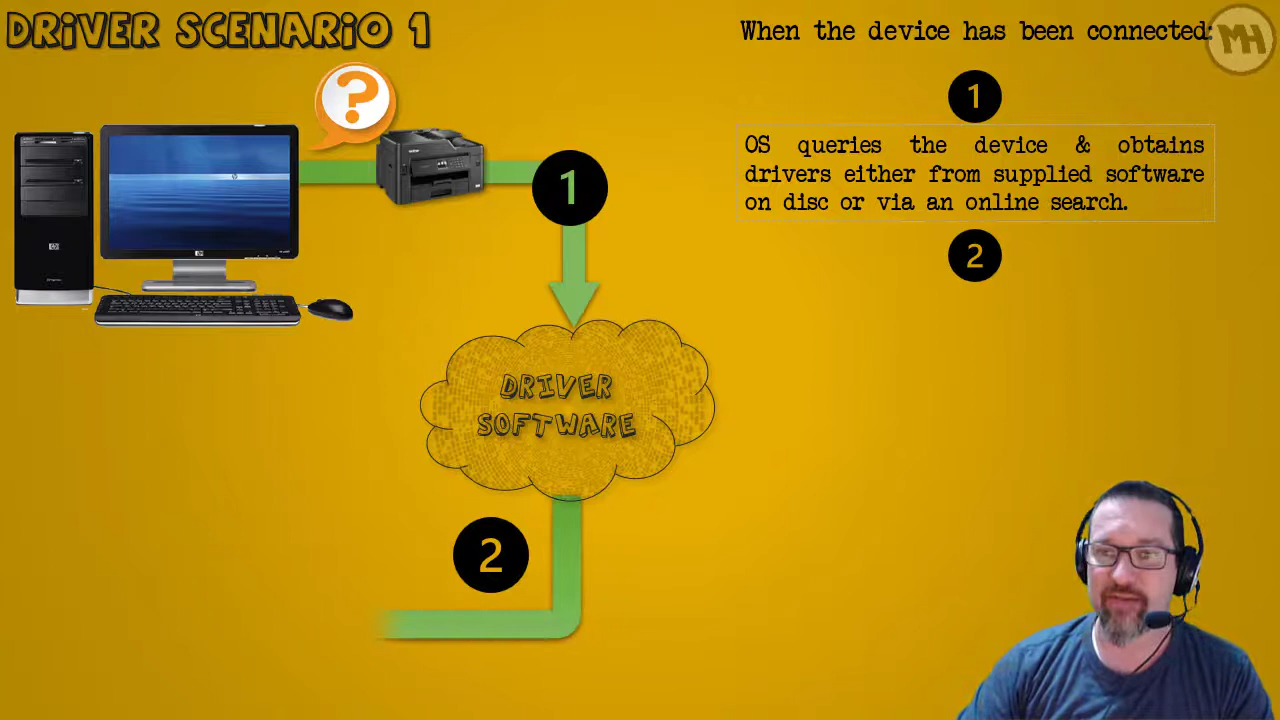 DRIVER SCENARIO 1
When the device has been connected:
MH
1
OS queries the device & obtains
drivers either from supplied software
on disc or via an online search.
2
?
1
DRIVER
SOFTWARE
2